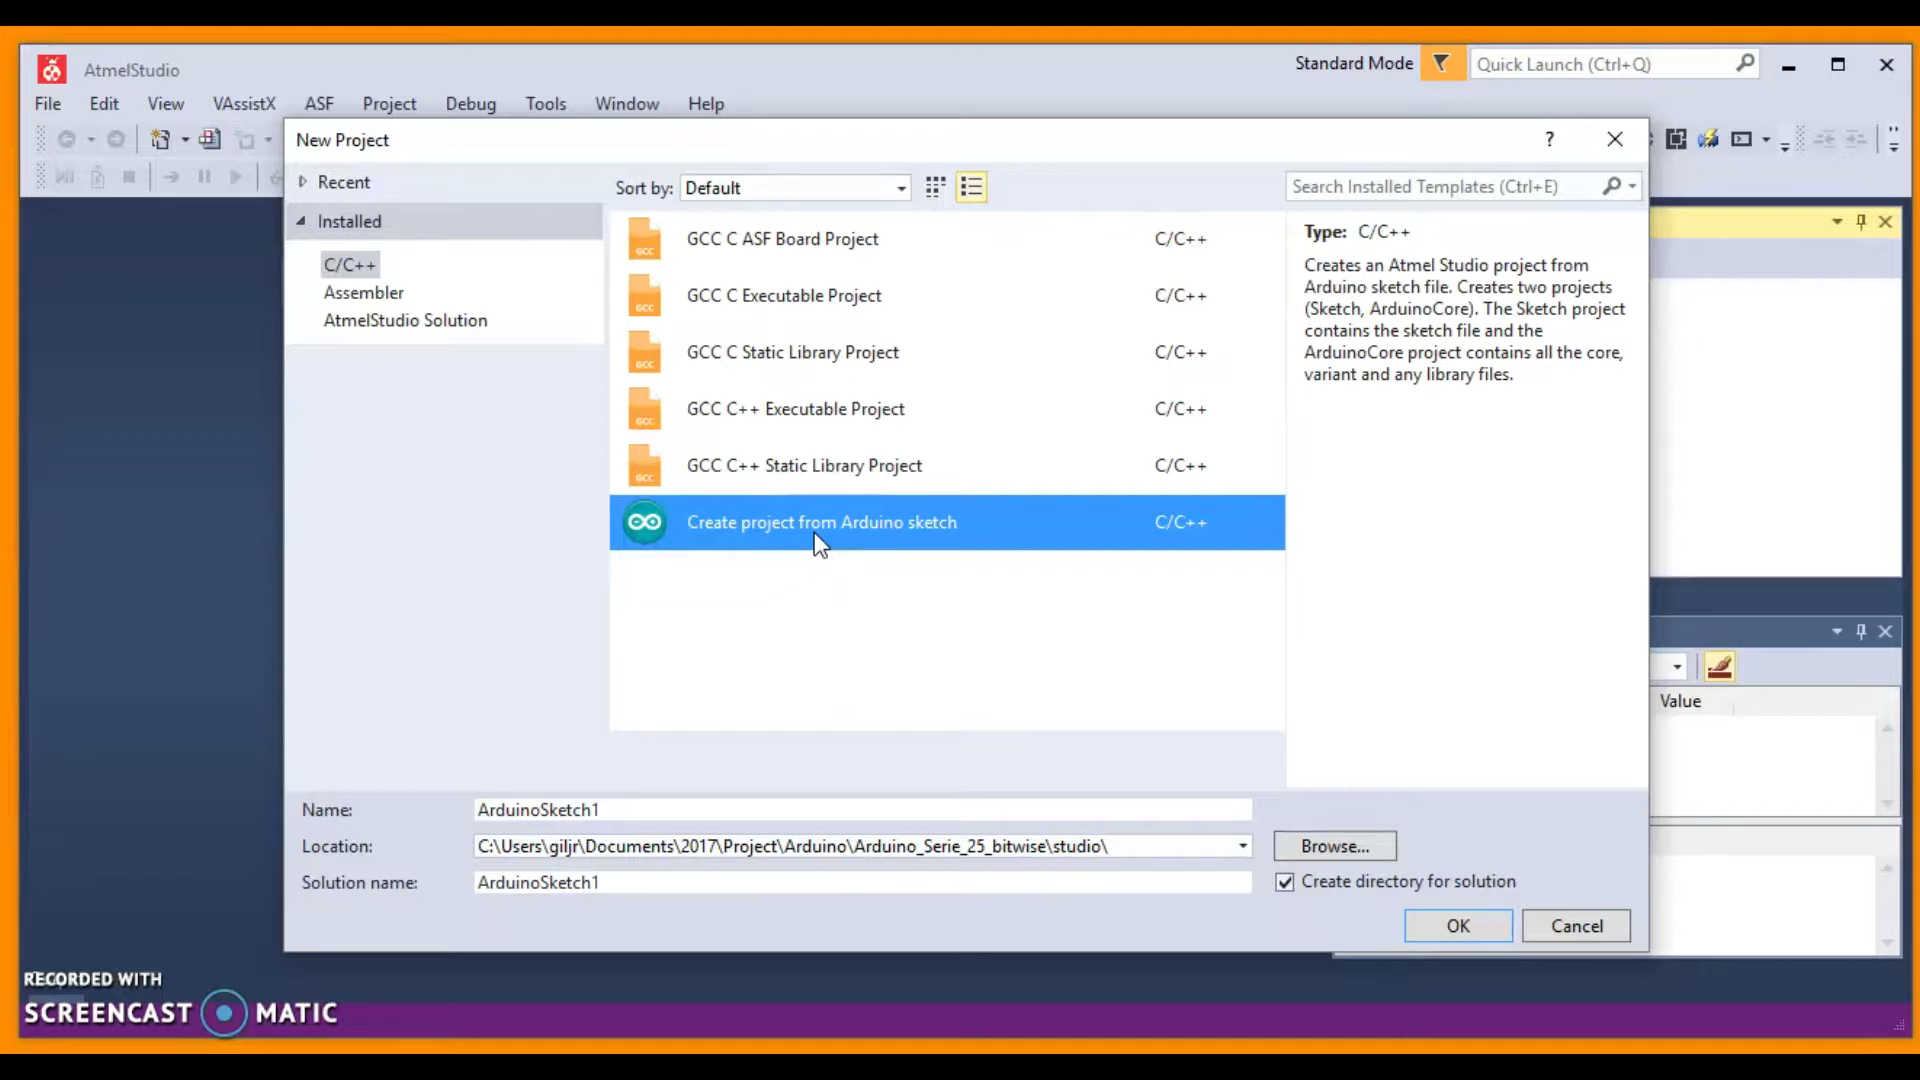 AtmelStudio
Standard Mode
Quick Launch (Ctrl+Q)
File Edit View VAssistX ASF Project Debug Tools Window Help
New Project
?
Recent
Sort by: Default
Search Installed Templates (Ctrl+E)
Installed
C/C++
Assembler
AtmelStudio Solution
GCC
GCC C ASF Board Project C/C++
GCC
GCC C Executable Project C/C++
GCC
GCC C Static Library Project C/C++
GCC
GCC C++ Executable Project C/C++
GCC
GCC C++ Static Library Project C/C++
Create project from Arduino sketch C/C++
Type: C/C++
Creates an Atmel Studio project from
Arduino sketch file. Creates two projects
(Sketch, ArduinoCore). The Sketch project
contains the sketch file and the
ArduinoCore project contains all the core,
variant and any library files.
Value
Name: ArduinoSketch1
Location: C:\Users\giljr\Documents\2017\Project\Arduino\Arduino_Serie_25_bitwise\studio\
Browse...
Solution name: ArduinoSketch1
Create directory for solution
OK Cancel
RECORDED WITH
SCREENCAST MATIC